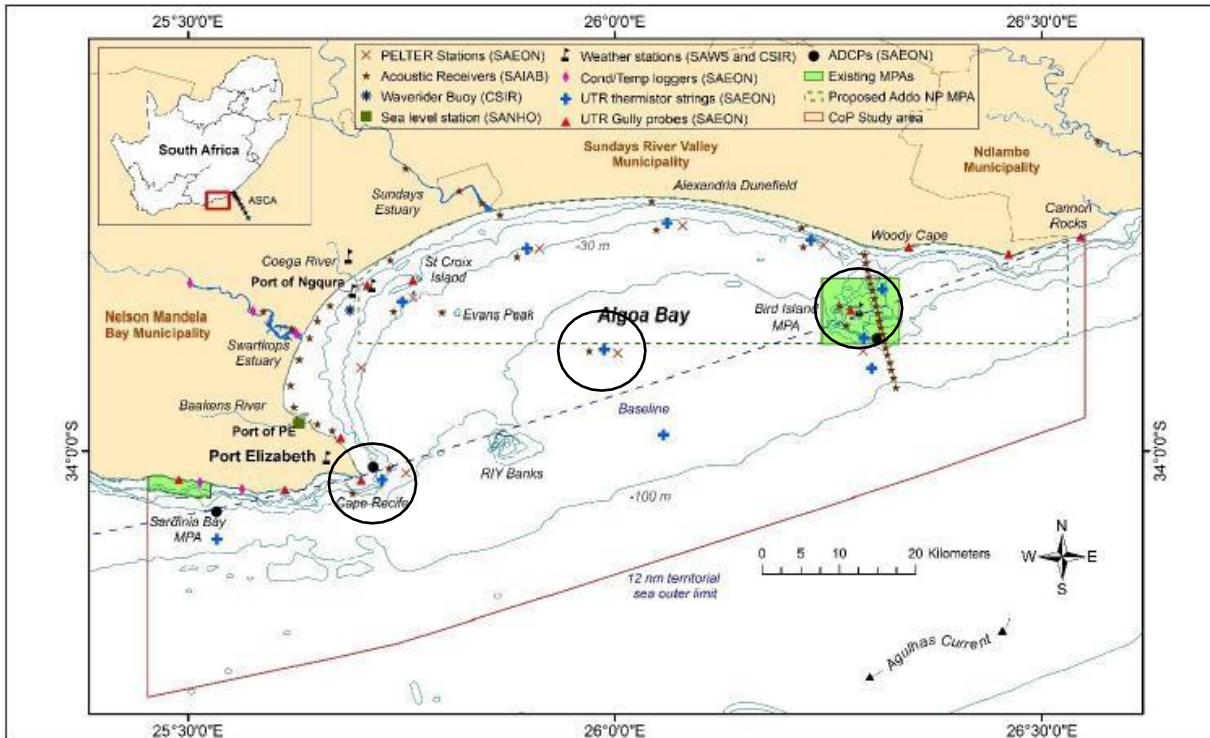 25°30'0"E
26°0'0"E
26°30'0"E
South Africa
ASCA
PELTER Stations (SAEON)
Acoustic Receivers (SAIAB)
Waverider Buoy (CSIR)
Sea level station (SANHO)
Weather stations (SAWS and CSIR)
Cond/Temp loggers (SAEON)
UTR thermistor strings (SAEON)
UTR Gully probes (SAEON)
ADCPs (SAEON)
Existing MPAs
Proposed Addo NP MPA
CoP Study area
Sundays River Valley
Municipality
Ndlambe
Municipality
Sundays
Estuary
Alexandria Dunefield
Cannon
Rocks
Woody Cape
-30 m
Coega River
St Croix
Island
Port of Ngqura
Nelson Mandela
Bay Municipality
Evans Peak
Algoa Bay
Bird Island
MPA
Swartkops
Estuary
Baakens River
Baseline
Port of PE
34°0'0"S
34°0'0"S
Port Elizabeth
RIY Banks
Cape Recife
-100 m
Sardinia Bay
MPA
0 5 10 20 Kilometers
N
W E
S
12 nm territorial
sea outer limit
Agulhas Current
25°30'0"E
26°0'0"E
26°30'0"E